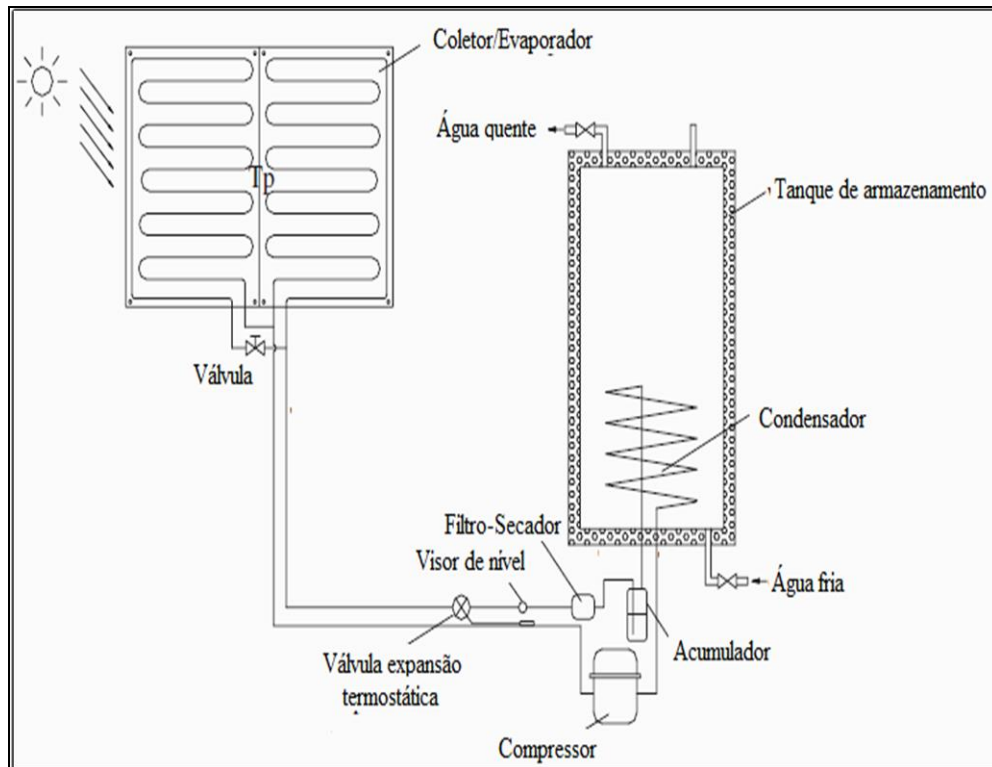 Coletor/Evaporador
Tp
Válvula
Água quente
Tanque de armazenamento
Condensador
Filtro-Secador
Visor de nível
Água fria
Válvula expansão
termostática
Acumulador
Compressor